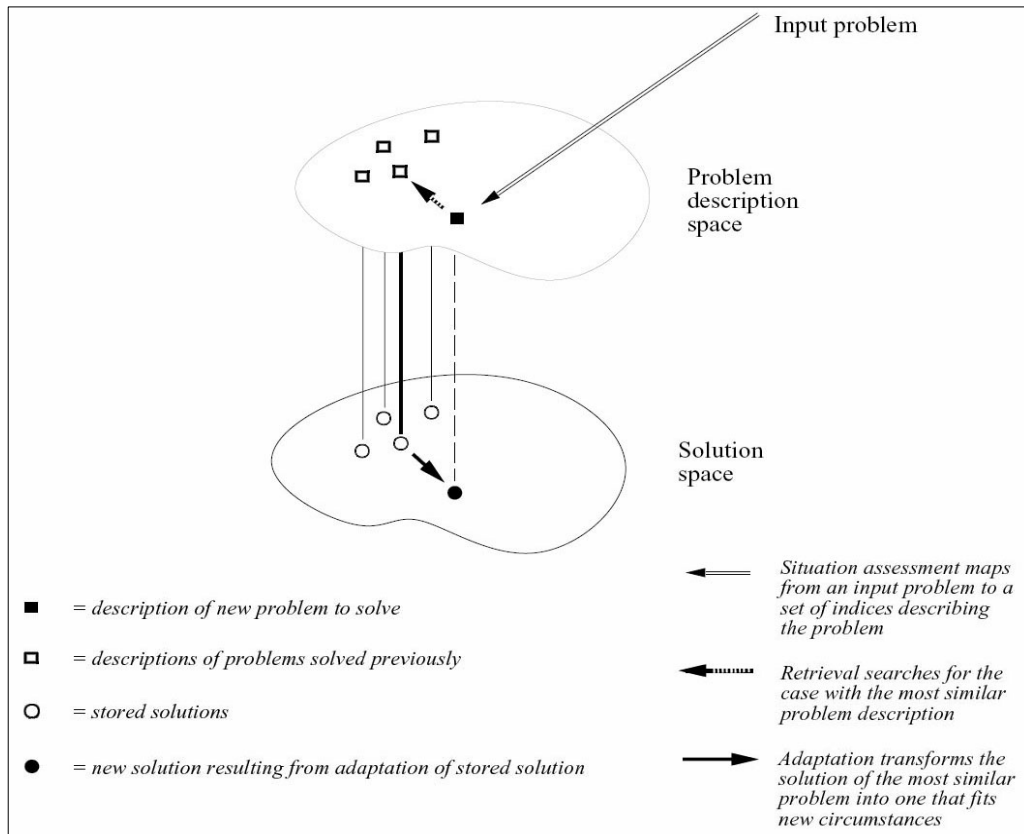 Input problem
Problem
description
space
Solution
space
= description of new problem to solve
= descriptions of problems solved previously
= stored solutions
= new solution resulting from adaptation of stored solution
Situation assessment maps
from an input problem to a
set of indices describing
the problem
Retrieval searches for the
case with the most similar
problem description
Adaptation transforms the
solution of the most similar
problem into one that fits
new circumstances